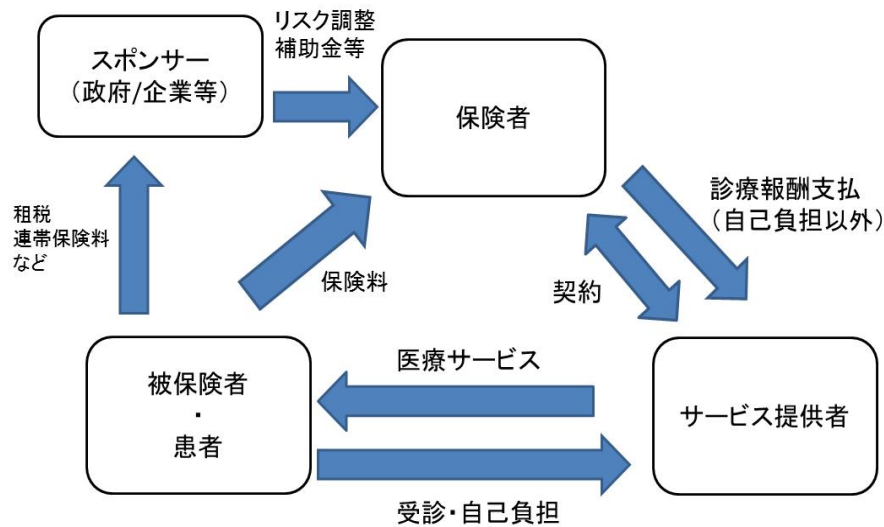 リスク調整
補助金等
スポンサー
（政府/企業等）
保険者
診療報酬支払
（自己負担以外）
租税
連帯保険料
など
保険料
契約
医療サービス
被保険者
・
患者
サービス提供者
受診・自己負担